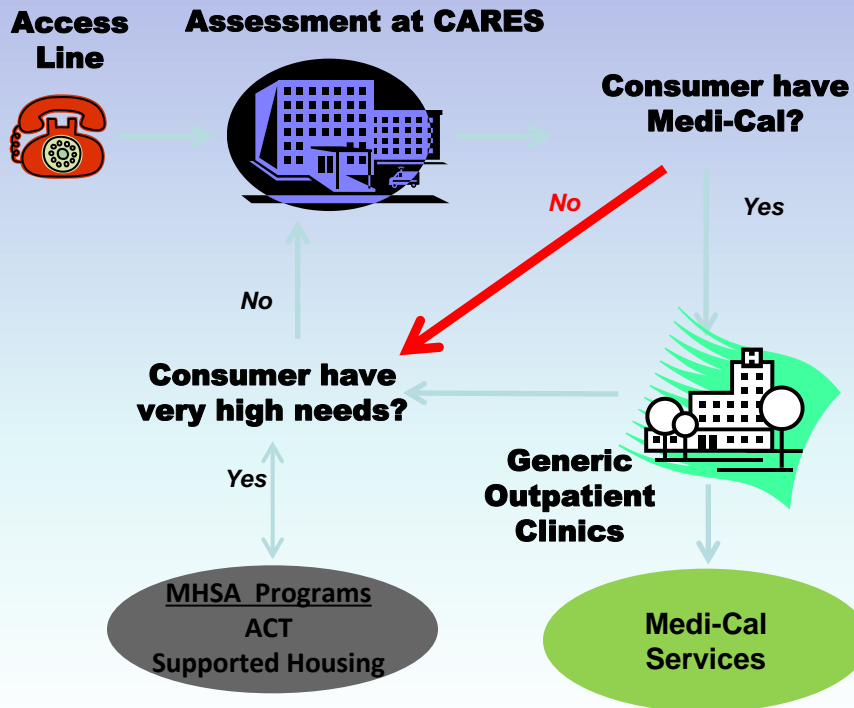 Access
Line
Assessment at CARES
Consumer have
Medi-Cal?
No
Yes
No
Consumer have
very high needs?
Yes
Generic
Outpatient
Clinics
H
MHSA Programs
ACT
Supported Housing
Medi-Cal
Services